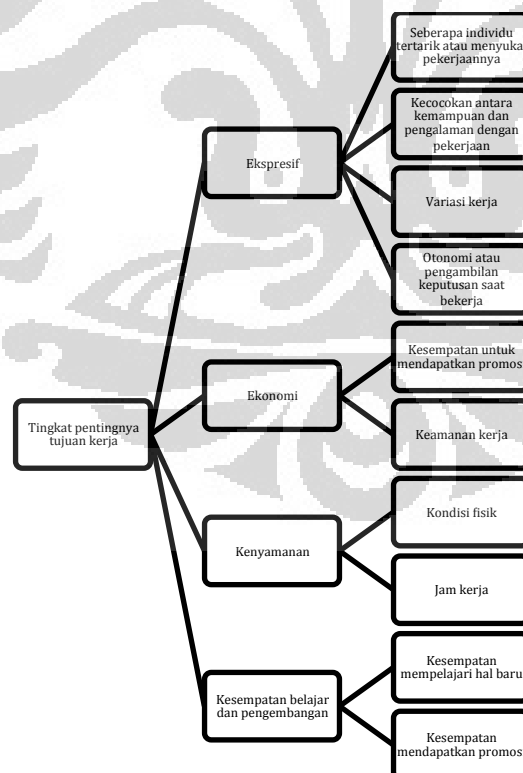 Seberapa individu
tertarik atau menyuka
pekerjaannya
Kecocokan antara
kemampuan dan
pengalaman dengan
pekerjaan
Ekspresif
Variasi kerja
Otonomi atau
pengambilan
keputusan saat
bekerja
Kesempatan untuk
mendapatkan promos
Ekonomi
Keamanan kerja
Tingkat pentingnya
tujuan kerja
Kondisi fisik
Kenyamanan
Jam kerja
Kesempatan
mempelajari hal baru
Kesempatan belajar
dan pengembangan
Kesempatan
mendapatkan promos